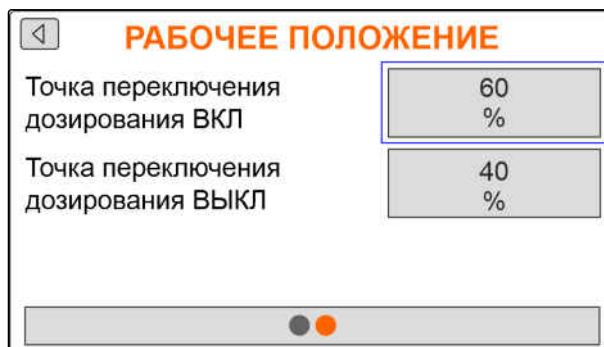 РАБОЧЕЕ ПОЛОЖЕНИЕ
Точка переключения
дозирования ВКЛ
60
%
Точка переключения
дозирования ВЫКЛ
40
%